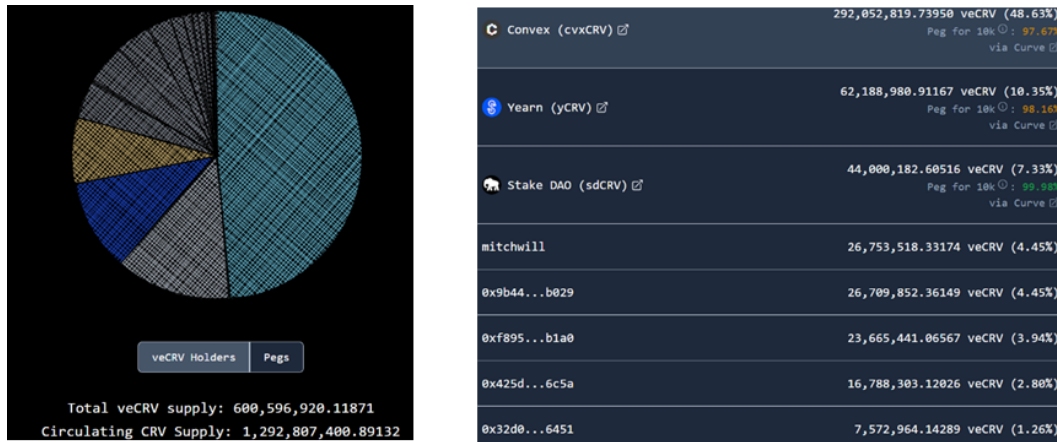 veCRV Holders
Pegs
Total veCRV supply: 600,596,920.11871
Circulating CRV Supply: 1,292,807,400.89132
Convex (cvxCRV)
292,052,819.73950 veCRV (48.63%)
Peg for 10k : 97.67%
via Curve
Yearn (yCRV)
62,188,980.91167 veCRV (10.35%)
Peg for 10k : 98.16%
via Curve
Stake DAO (sdCRV)
44,000,182.60516 veCRV (7.33%)
Peg for 10k : 99.98%
via Curve
mitchwill
26,753,518.33174 veCRV (4.45%)
0x9b44...b029
26,709,852.36149 veCRV (4.45%)
0xf895...b1a0
23,665,441.06567 veCRV (3.94%)
0x425d...6c5a
16,788,303.12026 veCRV (2.80%)
0x32d0...6451
7,572,964.14289 veCRV (1.26%)